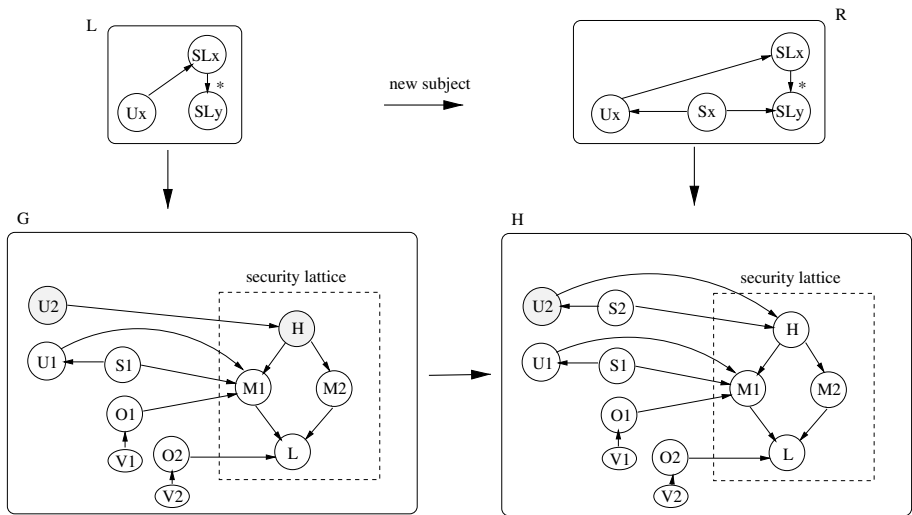 L
R
SLx
*
Ux
SLy
new subject
SLx
*
Ux
Sx
SLy
G
H
security lattice
U2
H
U1
S1
M1
M2
O1
V1
O2
V2
L
security lattice
U2
S2
H
U1
S1
M1
M2
O1
V1
O2
V2
L